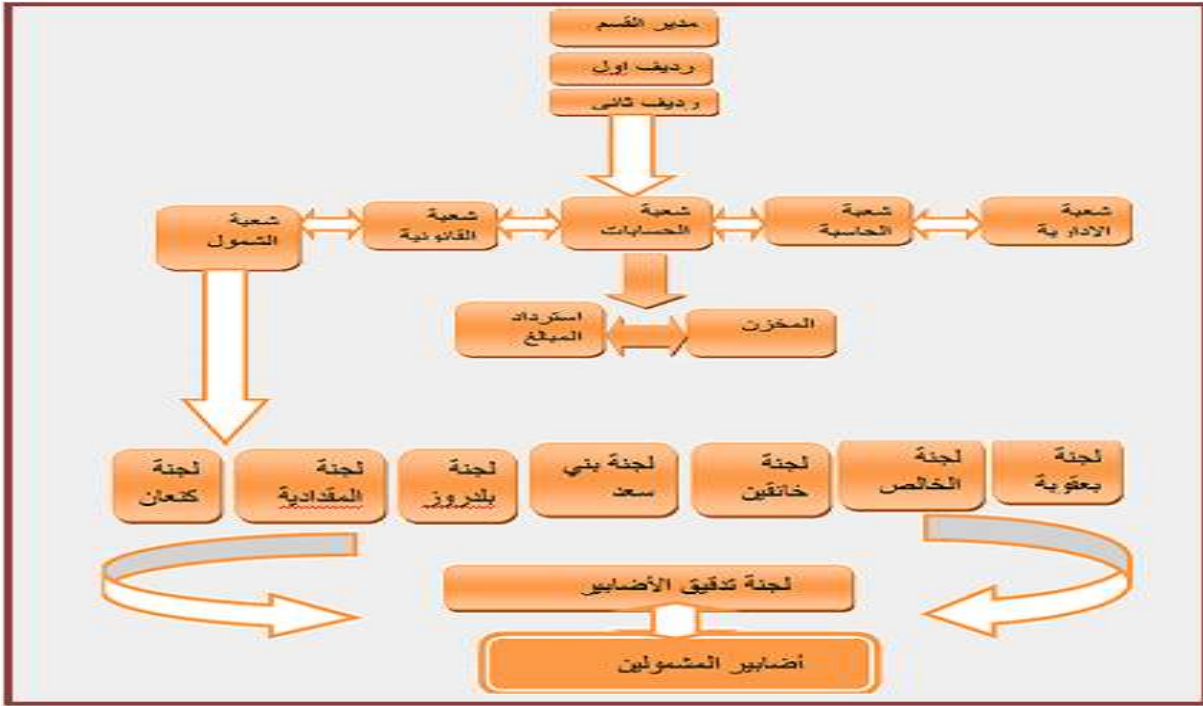 مدير القسم
رديف اول
رديف ثاني
شعبة
الادارية
شعبة
الحاسبة
شعبة
الحسابات
شعبة
القانونية
شعبة
الشمول
المخزن
استرداد
المبالغ
لجنة
بعقوبة
لجنة
الخالص
لجنة
خانقين
لجنة بني
سعد
لجنة
بلدروز
لجنة
المقدادية
لجنة
كنعان
لجنة تدقيق الأضابير
أضابير المشمولين